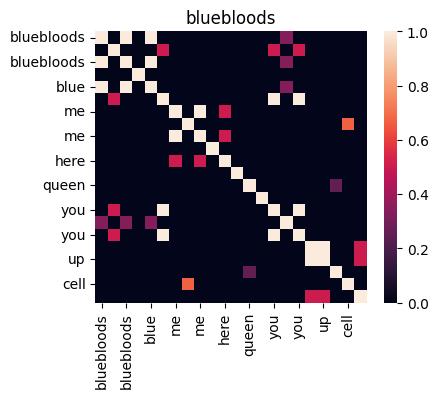 bluebloods
bluebloods
bluebloods
blue
me
me
here
queen
you
you
up
cell
1.0
0.8
0.6
0.4
0.2
0.0
bluebloods
bluebloods
blue
me
me
here
queen
you
you
up
cell